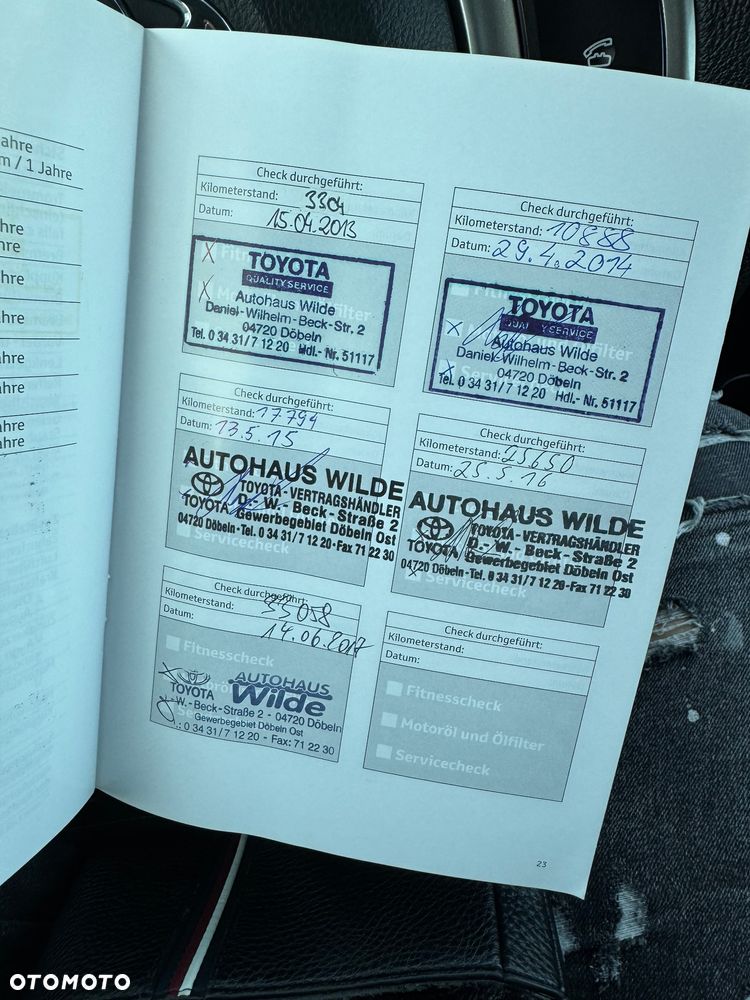 ahre
m / 1 Jahre
ahre
ahre
ahre
ahre
ahre
ahre
ahre
ahre
Check durchgeführt:
Kilometerstand: 3304
Datum: 15.04.2013
X Fitn
TOYOTA
QUALITY SERVICE
X Autohaus Wilde
Daniel-Wilhelm-Beck-Str. 2
04720 Döbeln
Tel. 0 34 31/7 12 20 Hdl.- Nr. 51117
Check durchgeführt:
Kilometerstand: 10888
Datum: 29.4.2014
TOYOTA
QUALITY SERVICE
X Autohaus Wilde
Daniel-Wilhelm-Beck-Str. 2
04720 Döbeln
Tel. 0 34 31/7 12 20 Hdl.- Nr. 51117
Check durchgeführt:
Kilometerstand: 17794
Datum: 13.5.15
AUTOHAUS WILDE
TOYOTA-VERTRAGSHÄNDLER
TOYOTA D.-W.-Beck-Straße 2
Gewerbegebiet Döbeln Ost
04720 Döbeln·Tel. 0 34 31/7 12 20-Fax 71 22 30
Servicecheck
Check durchgeführt:
Kilometerstand: 25650
Datum: 25.5.16
AUTOHAUS WILDE
TOYOTA-VERTRAGSHÄNDLER
TOYOTA D.-W.-Beck-Straße 2
Gewerbegebiet Döbeln Ost
04720 Döbeln·Tel. 0 34 31/7 12 20-Fax 71 22 30
X Servicecheck
Check durchgeführt:
Kilometerstand: 33058
Datum: 14.06.2017
Fitnesscheck
TOYOTA AUTOHAUS Wilde
.-W.-Beck-Straße 2 - 04720 Döbeln
Gewerbegebiet Döbeln Ost
.: 0 34 31/7 12 20 - Fax: 71 22 30
Check durchgeführt:
Kilometerstand:
Datum:
Fitnesscheck
Motoröl und Ölfilter
Servicecheck
23
OTOMOTO